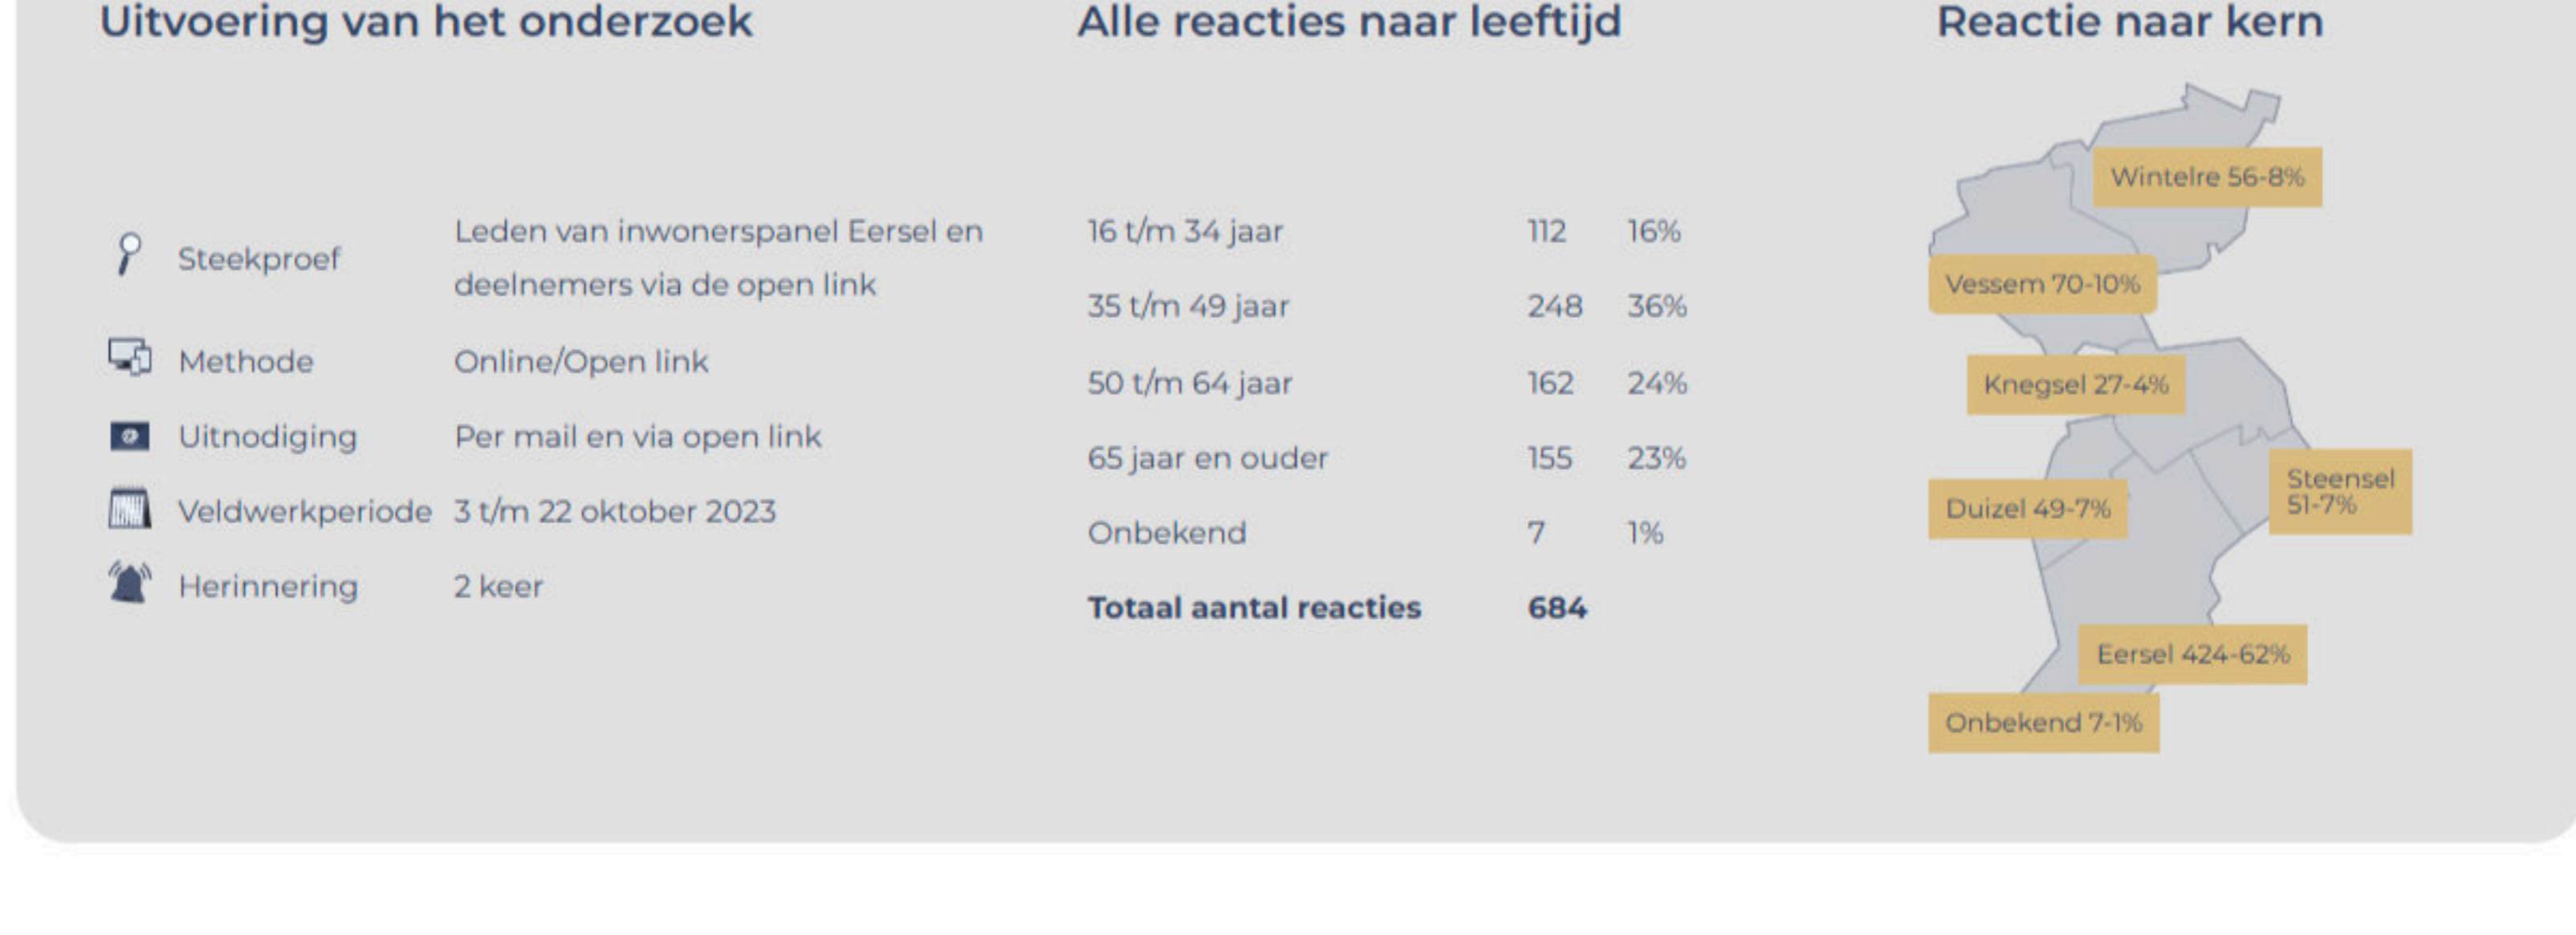 Uitvoering van het onderzoek
Steekproef
Leden van inwonerspanel Eersel en
deelnemers via de open link
Methode
Online/Open link
Uitnodiging
Per mail en via open link
Veldwerkperiode
3 t/m 22 oktober 2023
Herinnering
2 keer
Alle reacties naar leeftijd
16 t/m 34 jaar 112 16%
35 t/m 49 jaar 248 36%
50 t/m 64 jaar 162 24%
65 jaar en ouder 155 23%
Onbekend 7 1%
Totaal aantal reacties 684
Reactie naar kern
Wintelre 56-8%
Vessem 70-10%
Knegsel 27-4%
Steensel
51-7%
Duizel 49-7%
Eersel 424-62%
Onbekend 7-1%